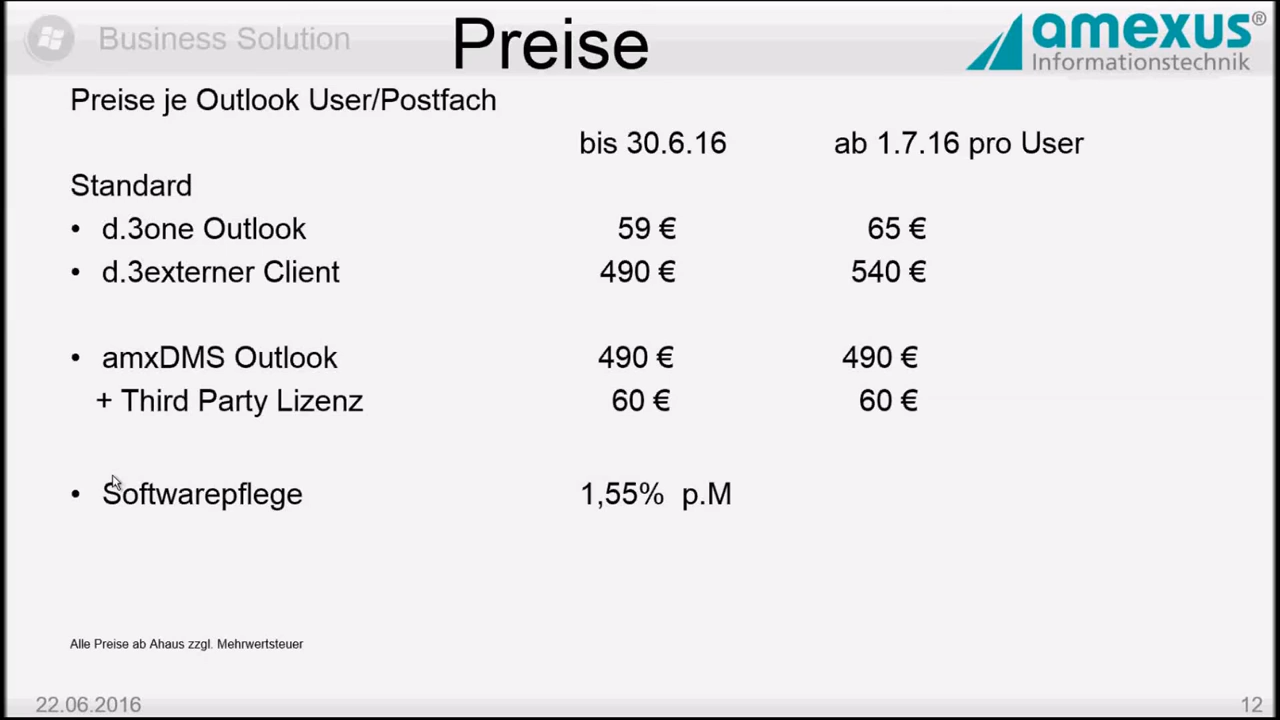 Business Solution
Preise
amexus®
Informationstechnik
Preise je Outlook User/Postfach
bis 30.6.16 ab 1.7.16 pro User
Standard
• d.3one Outlook 59 € 65 €
• d.3externer Client 490 € 540 €
• amxDMS Outlook 490 € 490 €
+ Third Party Lizenz 60 € 60 €
• Softwarepflege 1,55% p.M
Alle Preise ab Ahaus zzgl. Mehrwertsteuer
22.06.2016 12